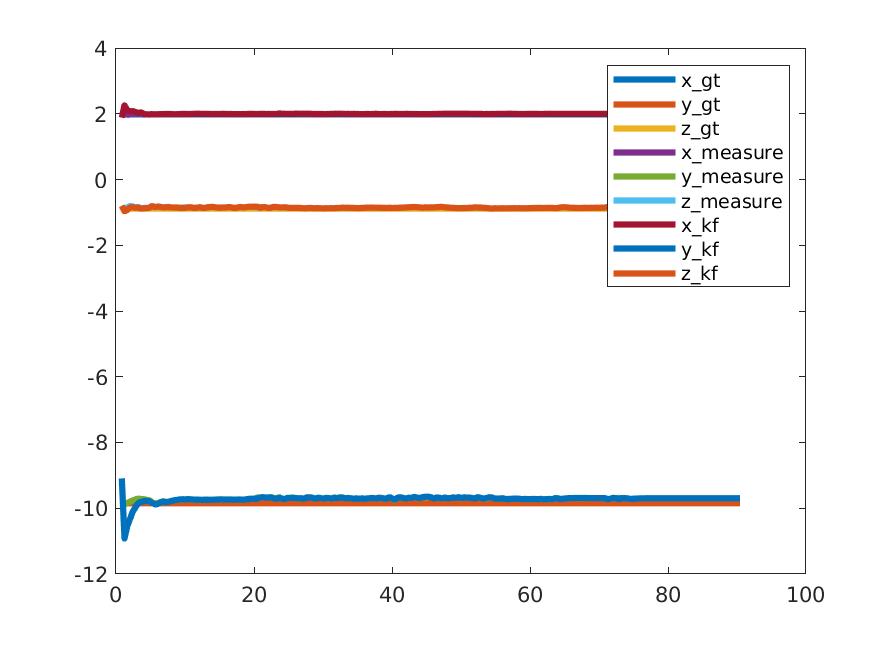 4
2
0
-2
-4
-6
-8
-10
-12
0 20 40 60 80 100
x_gt
y_gt
z_gt
x_measure
y_measure
z_measure
x_kf
y_kf
z_kf